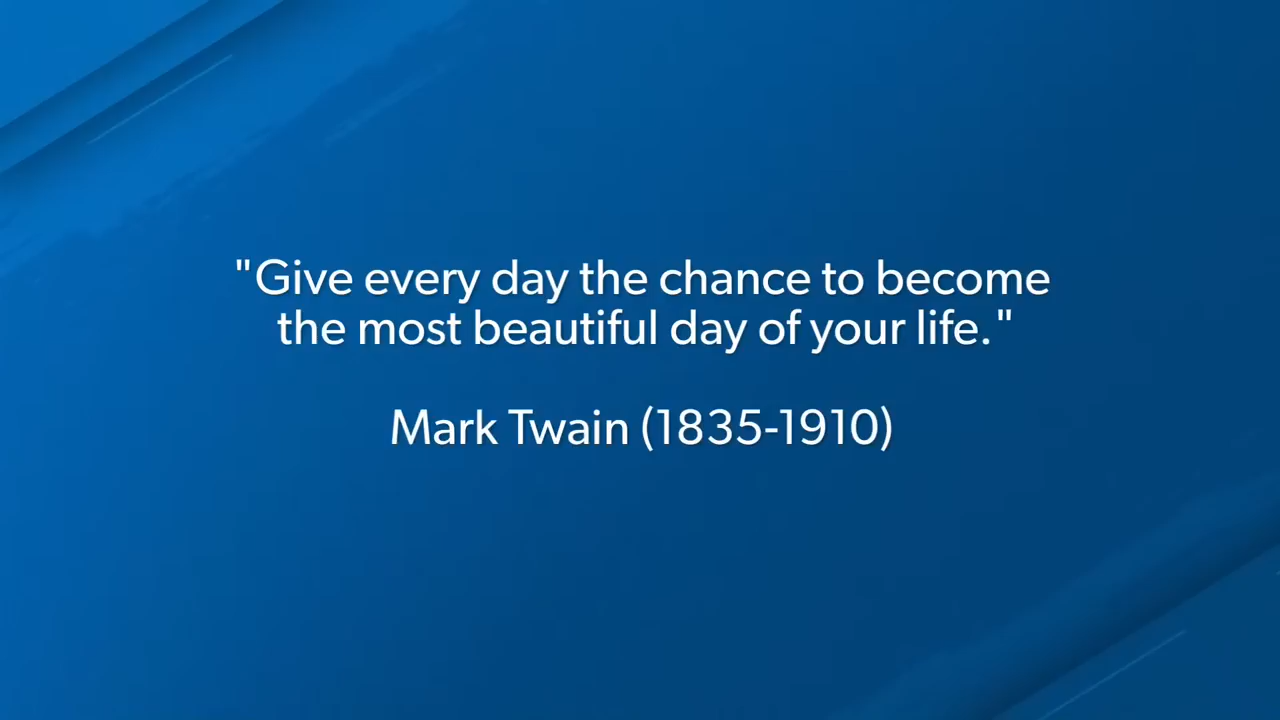 "Give every day the chance to become
the most beautiful day of your life."
Mark Twain (1835-1910)